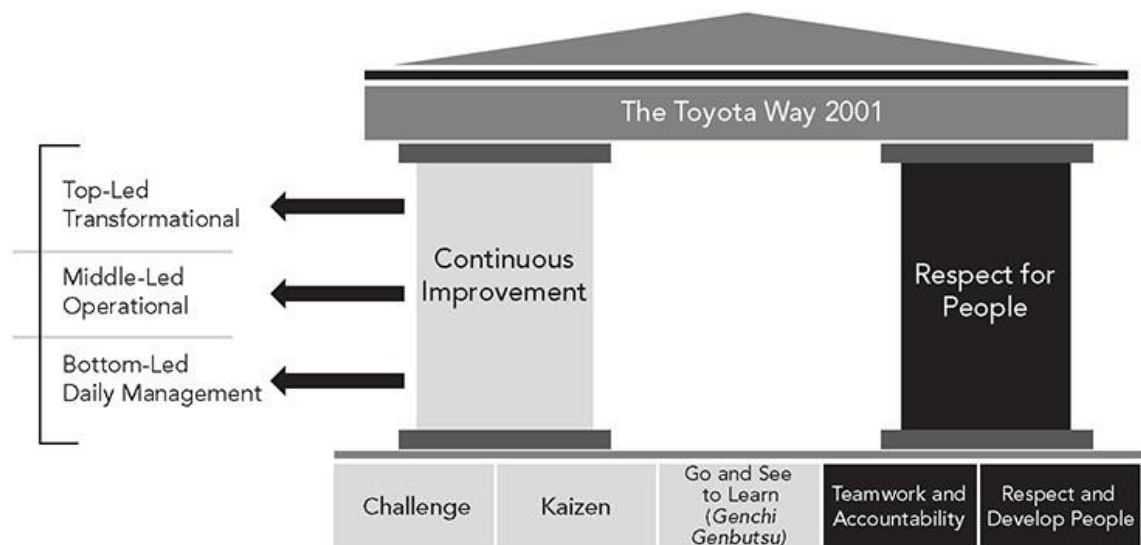 The Toyota Way 2001
Top-Led
Transformational
Middle-Led
Operational
Bottom-Led
Daily Management
Continuous
Improvement
Respect for
People
Challenge
Kaizen
Go and See
to Learn
(Genchi
Genbutsu)
Teamwork and
Accountability
Respect and
Develop People